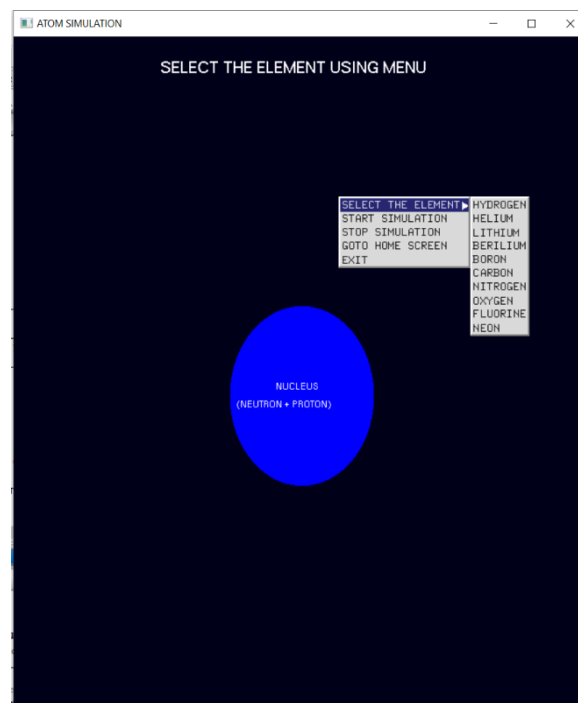 ATOM SIMULATION
SELECT THE ELEMENT USING MENU
SELECT THE ELEMENT
START SIMULATION
STOP SIMULATION
GOTO HOME SCREEN
EXIT
HYDROGEN
HELIUM
LITHIUM
BERILIUM
BORON
CARBON
NITROGEN
OXYGEN
FLUORINE
NEON
NUCLEUS
(NEUTRON + PROTON)